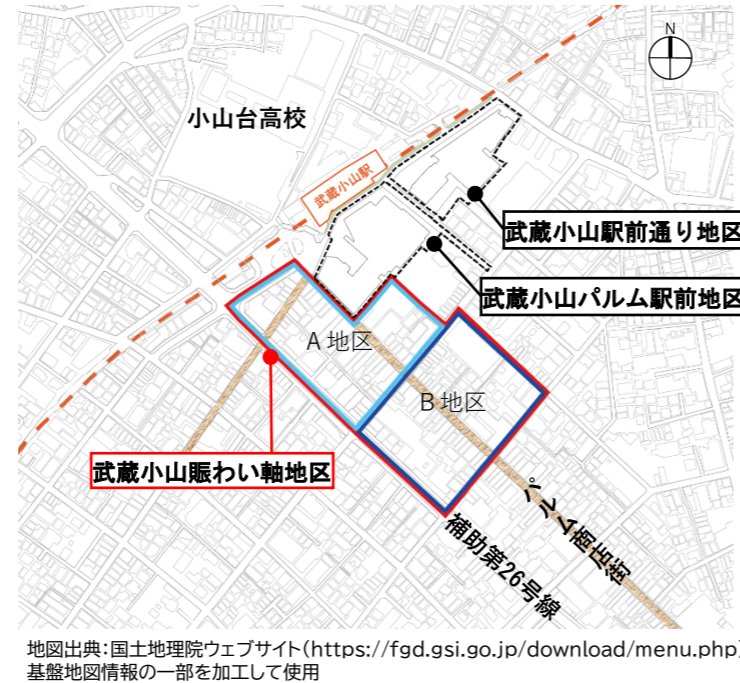 N
小山台高校
武蔵小山駅
武蔵小山駅前通り地区
武蔵小山パルム駅前地区
A地区
B地区
武蔵小山賑わい軸地区
パルム商店街
補助第26号線
地図出典:国土地理院ウェブサイト(https://fgd.gsi.go.jp/download/menu.php)
基盤地図情報の一部を加工して使用